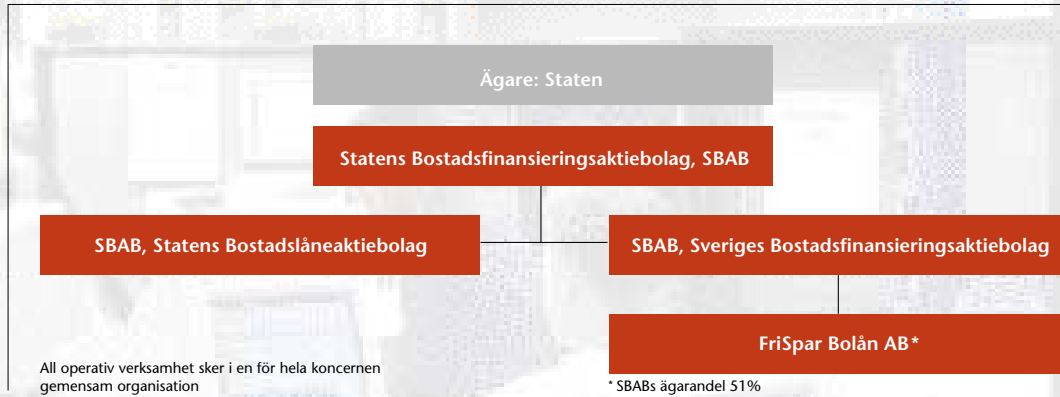 Ägare: Staten
Statens Bostadsfinansieringsaktiebolag, SBAB
SBAB, Statens Bostadslåneaktiebolag
SBAB, Sveriges Bostadsfinansieringsaktiebolag
FriSpar Bolån AB*
All operativ verksamhet sker i en för hela koncernen
gemensam organisation
* SBABs ägarandel 51%